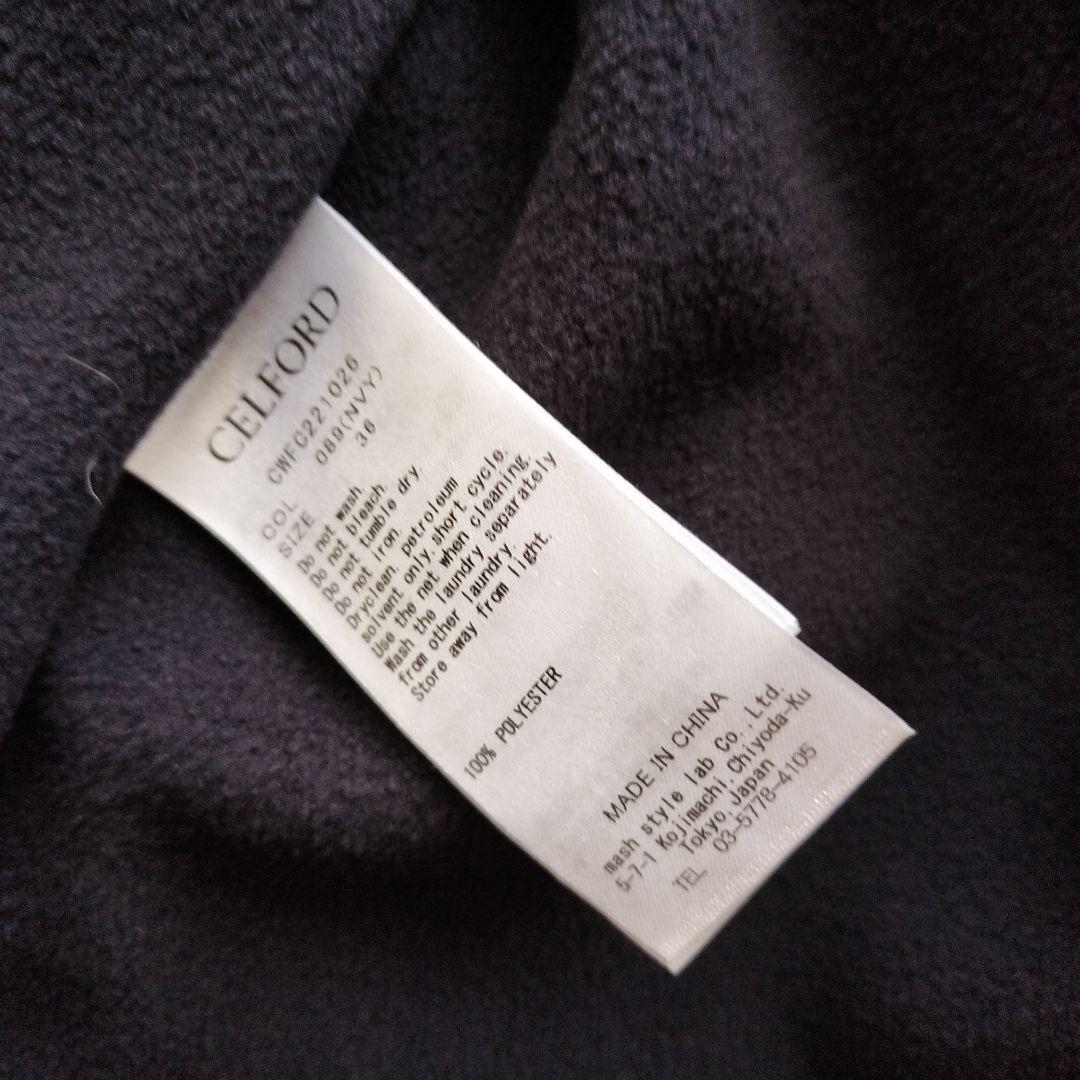 CELFORD
CWFC221026
COL 089(NVY)
SIZE 36
Do not wash.
Do not bleach.
Do not tumble dry.
Do not iron.
Dryclean, petroleum
solvent only,short cycle.
Use the net when cleaning.
Wash the laundry separately
from other laundry.
Store away from light.
100% POLYESTER
MADE IN CHINA
mash style lab Co.,Ltd.
5-7-1 Kojimachi,Chiyoda-Ku
Tokyo,Japan
TEL 03-5778-4105